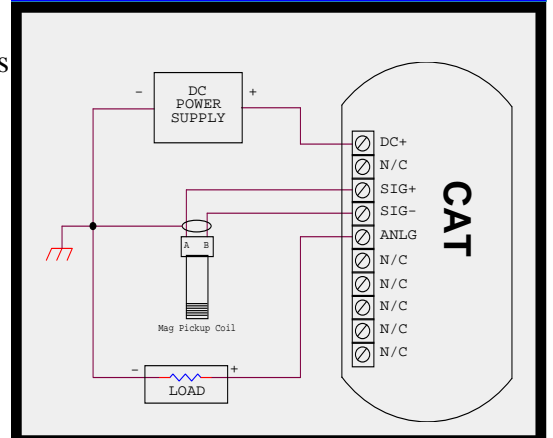 S
- DC +
POWER
SUPPLY
DC+
N/C
SIG+
SIG-
ANLG
N/C
N/C
N/C
N/C
N/C
CAT
A B
Mag Pickup Coil
- +
LOAD